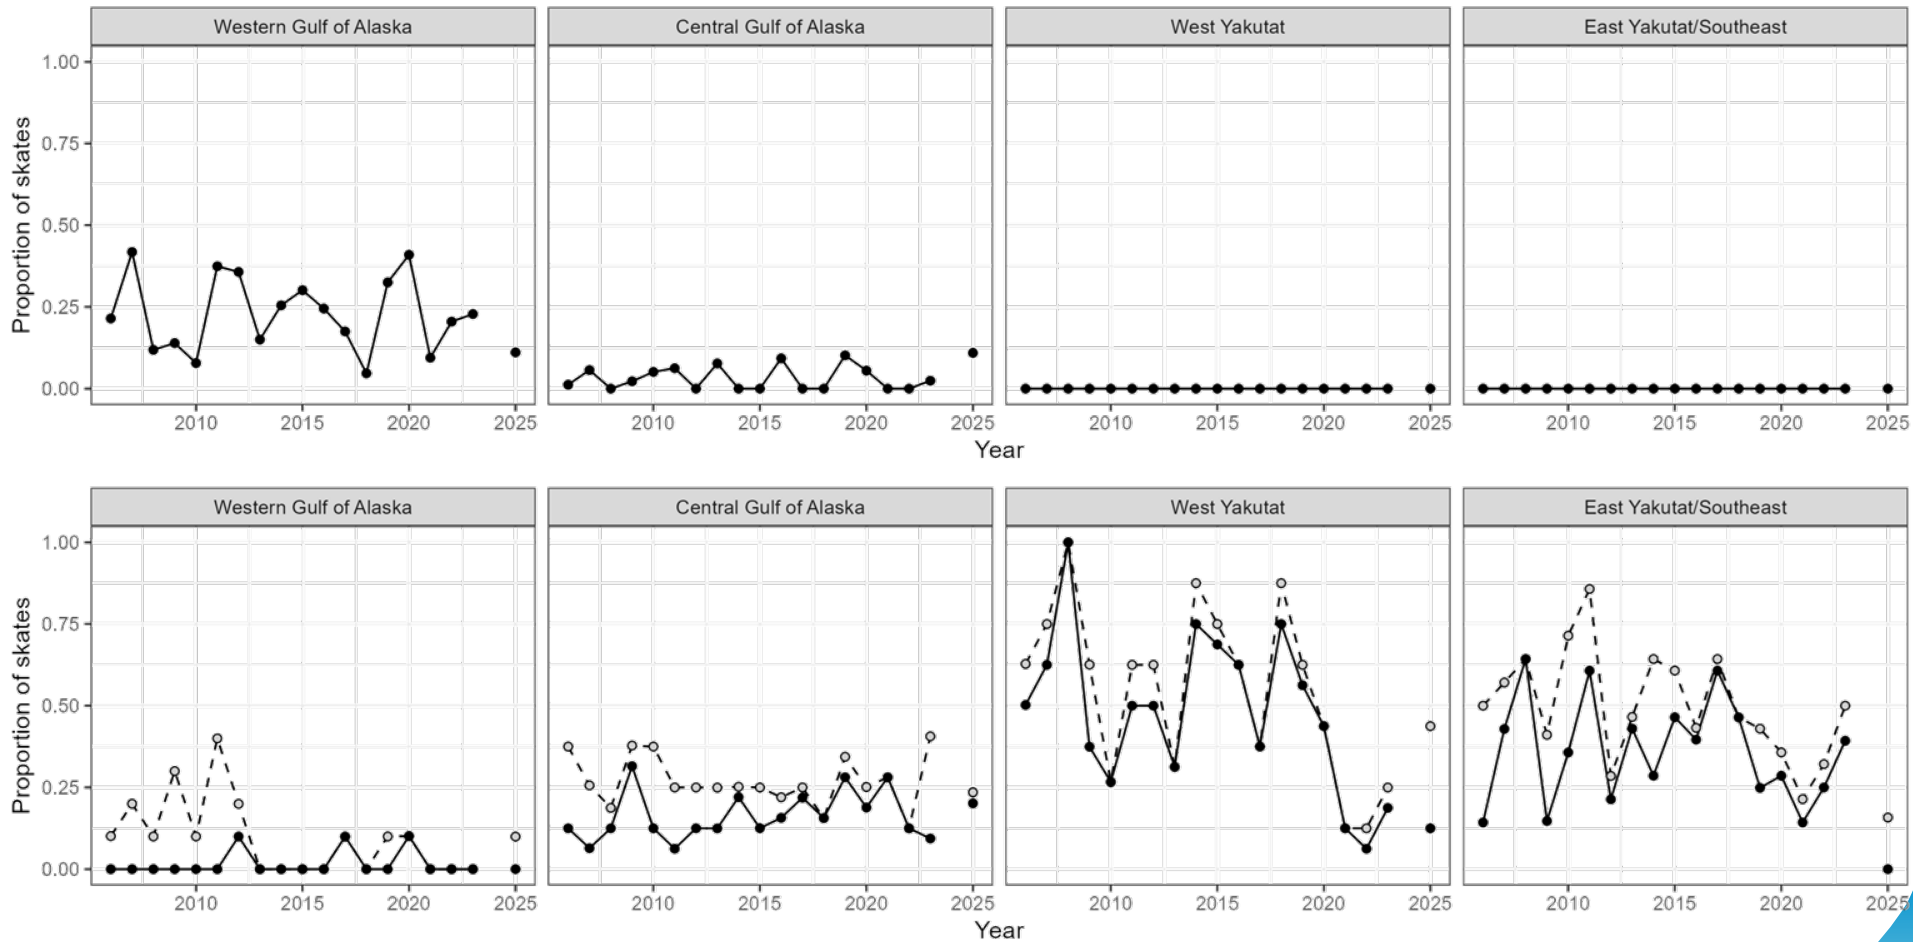 Western Gulf of Alaska Central Gulf of Alaska West Yakutat East Yakutat/Southeast
Proportion of skates
1.00
0.75
0.50
0.25
0.00
2010 2015 2020 2025 2010 2015 2020 2025 2010 2015 2020 2025 2010 2015 2020 2025
Year
Western Gulf of Alaska Central Gulf of Alaska West Yakutat East Yakutat/Southeast
Proportion of skates
1.00
0.75
0.50
0.25
0.00
2010 2015 2020 2025 2010 2015 2020 2025 2010 2015 2020 2025 2010 2015 2020 2025
Year